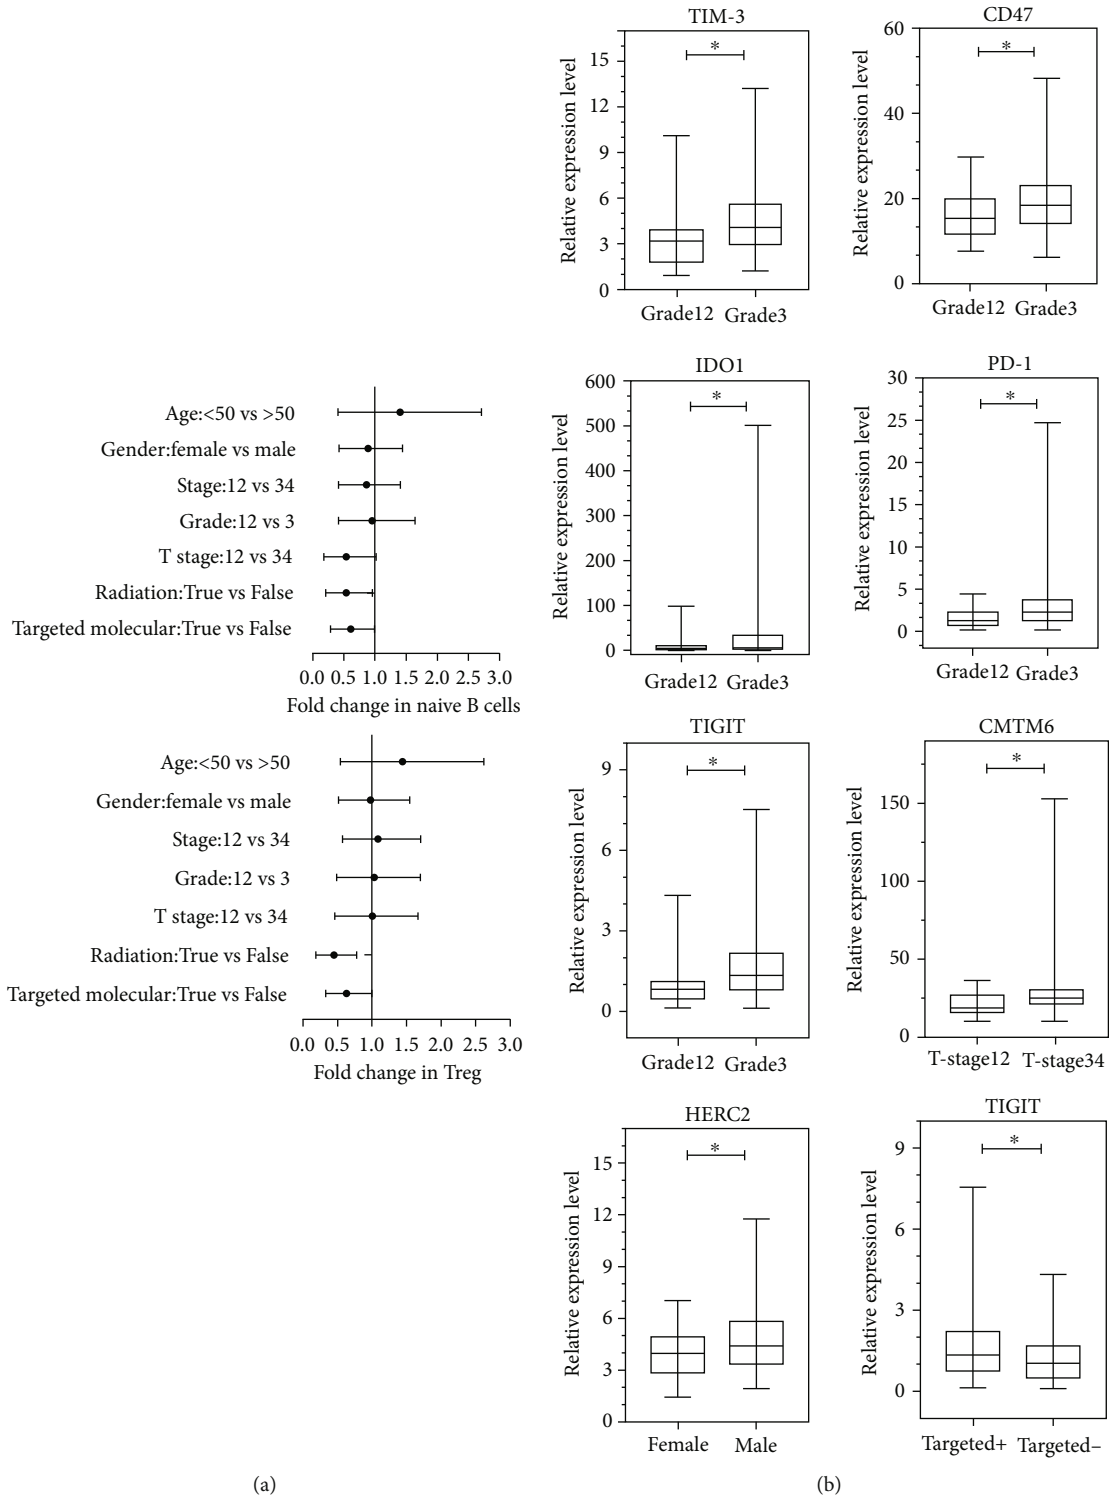 Age:<50 vs >50
Gender:female vs male
Stage:12 vs 34
Grade:12 vs 3
T stage:12 vs 34
Radiation:True vs False
Targeted molecular:True vs False
0.0 0.5 1.0 1.5 2.0 2.5 3.0
Fold change in naive B cells
Age:<50 vs >50
Gender:female vs male
Stage:12 vs 34
Grade:12 vs 3
T stage:12 vs 34
Radiation:True vs False
Targeted molecular:True vs False
0.0 0.5 1.0 1.5 2.0 2.5 3.0
Fold change in Treg
(a)
TIM-3
Relative expression level
15
12
9
6
3
0
*
Grade12 Grade3
CD47
Relative expression level
60
40
20
0
*
Grade12 Grade3
IDO1
Relative expression level
600
500
400
300
200
100
0
*
Grade12 Grade3
PD-1
Relative expression level
30
25
20
15
10
5
0
*
Grade12 Grade3
TIGIT
Relative expression level
9
6
3
0
*
Grade12 Grade3
CMTM6
Relative expression level
150
100
50
0
*
T-stage12 T-stage34
HERC2
Relative expression level
15
12
9
6
3
0
*
Female Male
TIGIT
Relative expression level
9
6
3
0
*
Targeted+ Targeted–
(b)